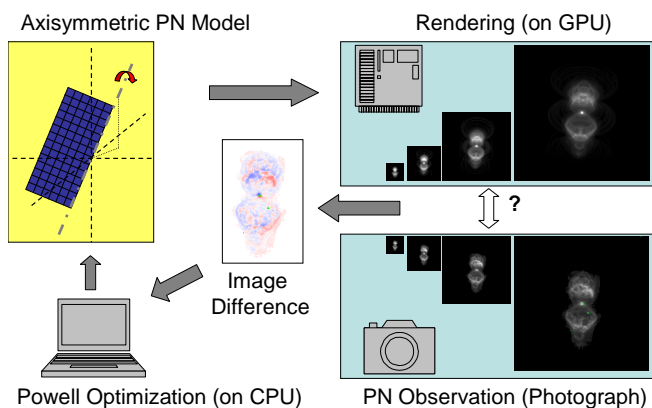 Axisymmetric PN Model
Rendering (on GPU)
?
Image
Difference
Powell Optimization (on CPU)
PN Observation (Photograph)